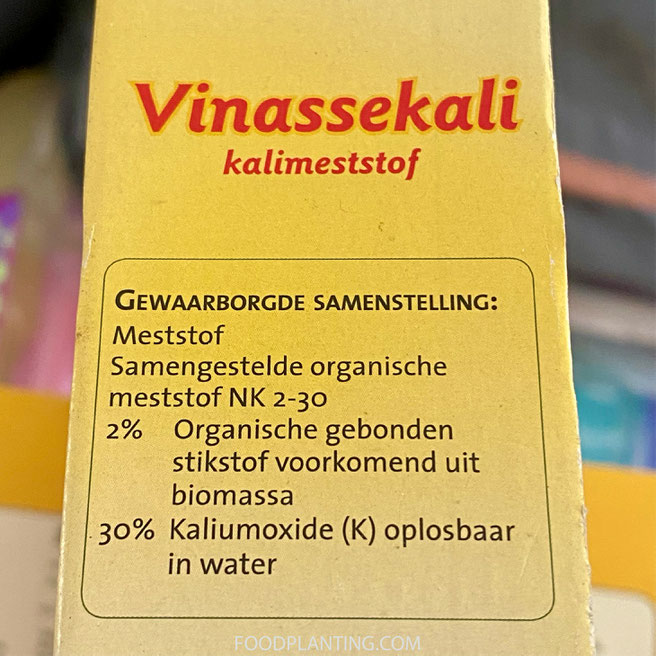 Vinassekali
kalimeststof
GEWAARBORGDE SAMENSTELLING:
Meststof
Samengestelde organische
meststof NK 2-30
2% Organische gebonden
stikstof voorkomend uit
biomassa
30% Kaliumoxide (K) oplosbaar
in water
FOODPLANTING.COM